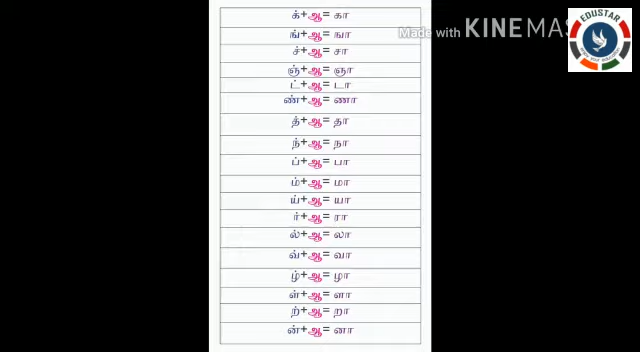 க்+ஆ= கா
ங்+ஆ= ஙா
ச்+ஆ= சா
ஞ்+ஆ= ஞா
ட்+ஆ= டா
ண்+ஆ= ணா
த்+ஆ= தா
ந்+ஆ= நா
ப்+ஆ= பா
ம்+ஆ= மா
ய்+ஆ= யா
ர்+ஆ= ரா
ல்+ஆ= லா
வ்+ஆ= வா
ழ்+ஆ= ழா
ள்+ஆ= ளா
ற்+ஆ= றா
ன்+ஆ= னா
Made with KINEMAS
EDUSTAR